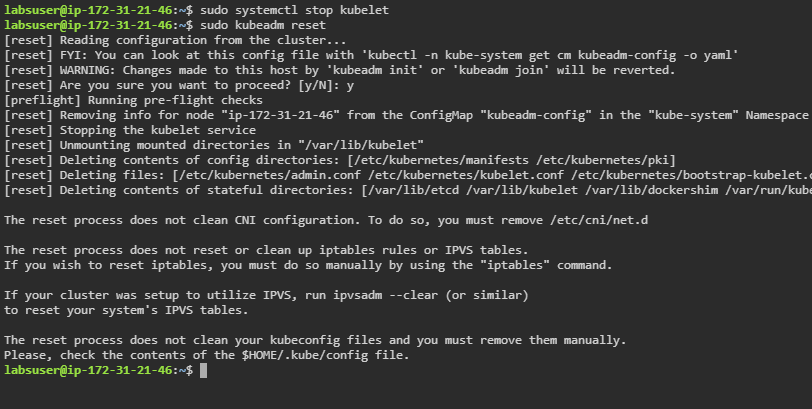 labsuser@ip-172-31-21-46:~$ sudo systemctl stop kubelet
labsuser@ip-172-31-21-46:~$ sudo kubeadm reset
[reset] Reading configuration from the cluster...
[reset] FYI: You can look at this config file with 'kubectl -n kube-system get cm kubeadm-config -o yaml'
[reset] WARNING: Changes made to this host by 'kubeadm init' or 'kubeadm join' will be reverted.
[reset] Are you sure you want to proceed? [y/N]: y
[preflight] Running pre-flight checks
[reset] Removing info for node "ip-172-31-21-46" from the ConfigMap "kubeadm-config" in the "kube-system" Namespace
[reset] Stopping the kubelet service
[reset] Unmounting mounted directories in "/var/lib/kubelet"
[reset] Deleting contents of config directories: [/etc/kubernetes/manifests /etc/kubernetes/pki]
[reset] Deleting files: [/etc/kubernetes/admin.conf /etc/kubernetes/kubelet.conf /etc/kubernetes/bootstrap-kubelet.c
[reset] Deleting contents of stateful directories: [/var/lib/etcd /var/lib/kubelet /var/lib/dockershim /var/run/kube
The reset process does not clean CNI configuration. To do so, you must remove /etc/cni/net.d
The reset process does not reset or clean up iptables rules or IPVS tables.
If you wish to reset iptables, you must do so manually by using the "iptables" command.
If your cluster was setup to utilize IPVS, run ipvsadm --clear (or similar)
to reset your system's IPVS tables.
The reset process does not clean your kubeconfig files and you must remove them manually.
Please, check the contents of the $HOME/.kube/config file.
labsuser@ip-172-31-21-46:~$